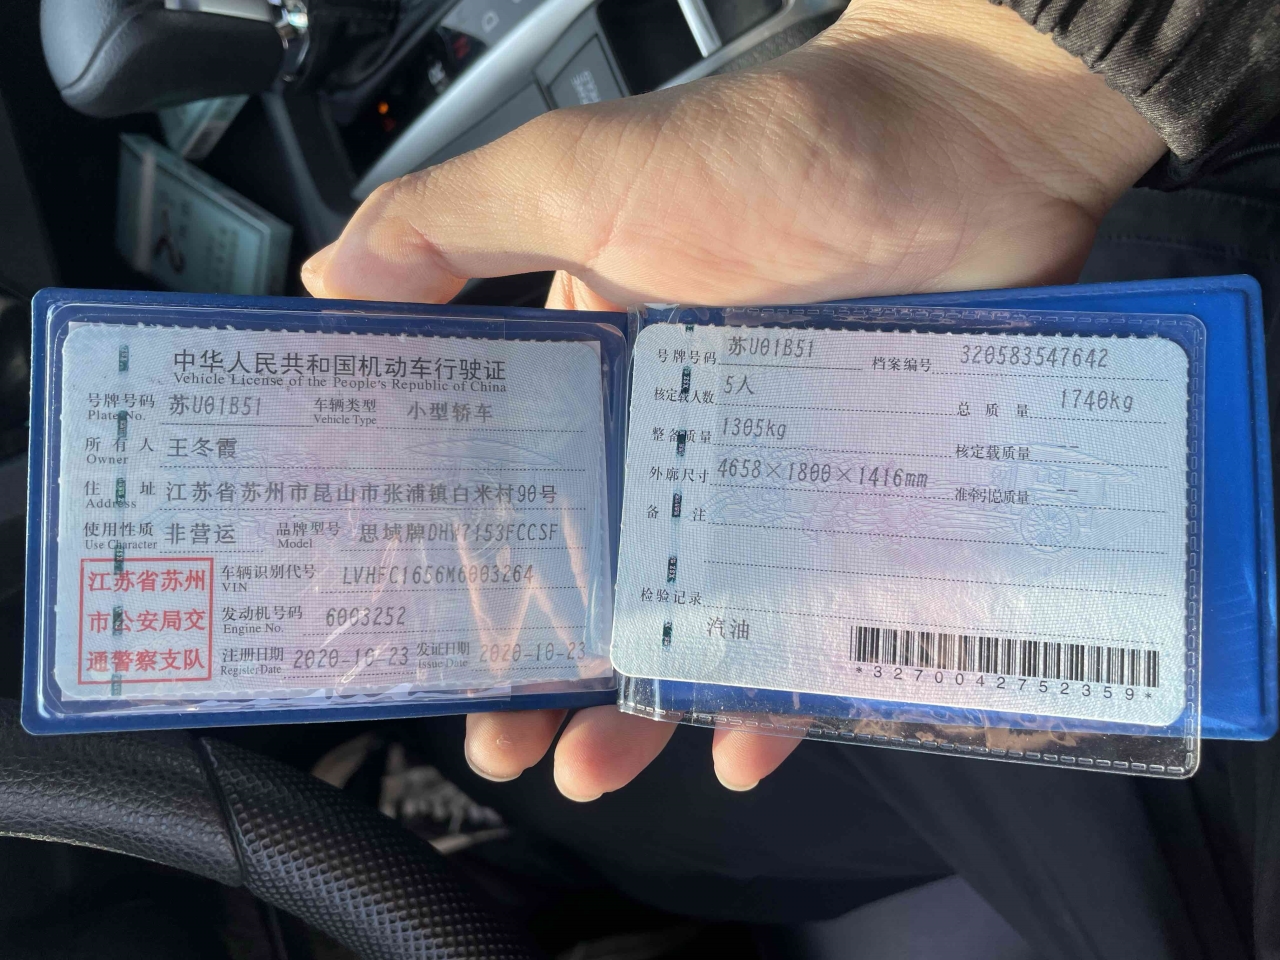 中华人民共和国机动车行驶证
Vehicle License of the People's Republic of China
号牌号码 苏U01B51 车辆类型 小型轿车
Plate No. Vehicle Type
所有人 王冬霞
Owner
住址 江苏省苏州市昆山市张浦镇白米村90号
Address
使用性质 非营运 品牌型号 思域牌DHW7153FCCSF
Use Character Model
江苏省苏州
市公安局交
通警察支队
车辆识别代号 LVHFC1656M6003264
VIN
发动机号码 6003252
Engine No.
注册日期 2020-10-23 发证日期 2020-10-23
Register Date Issue Date
号牌号码 苏U01B51 档案编号 320583547642
核定载人数 5人 总质量 1740kg
整备质量 1305kg 核定载质量 --
外廓尺寸 4658×1800×1416mm 准牵引总质量 --
备注
检验记录
汽油
*3270042752359*